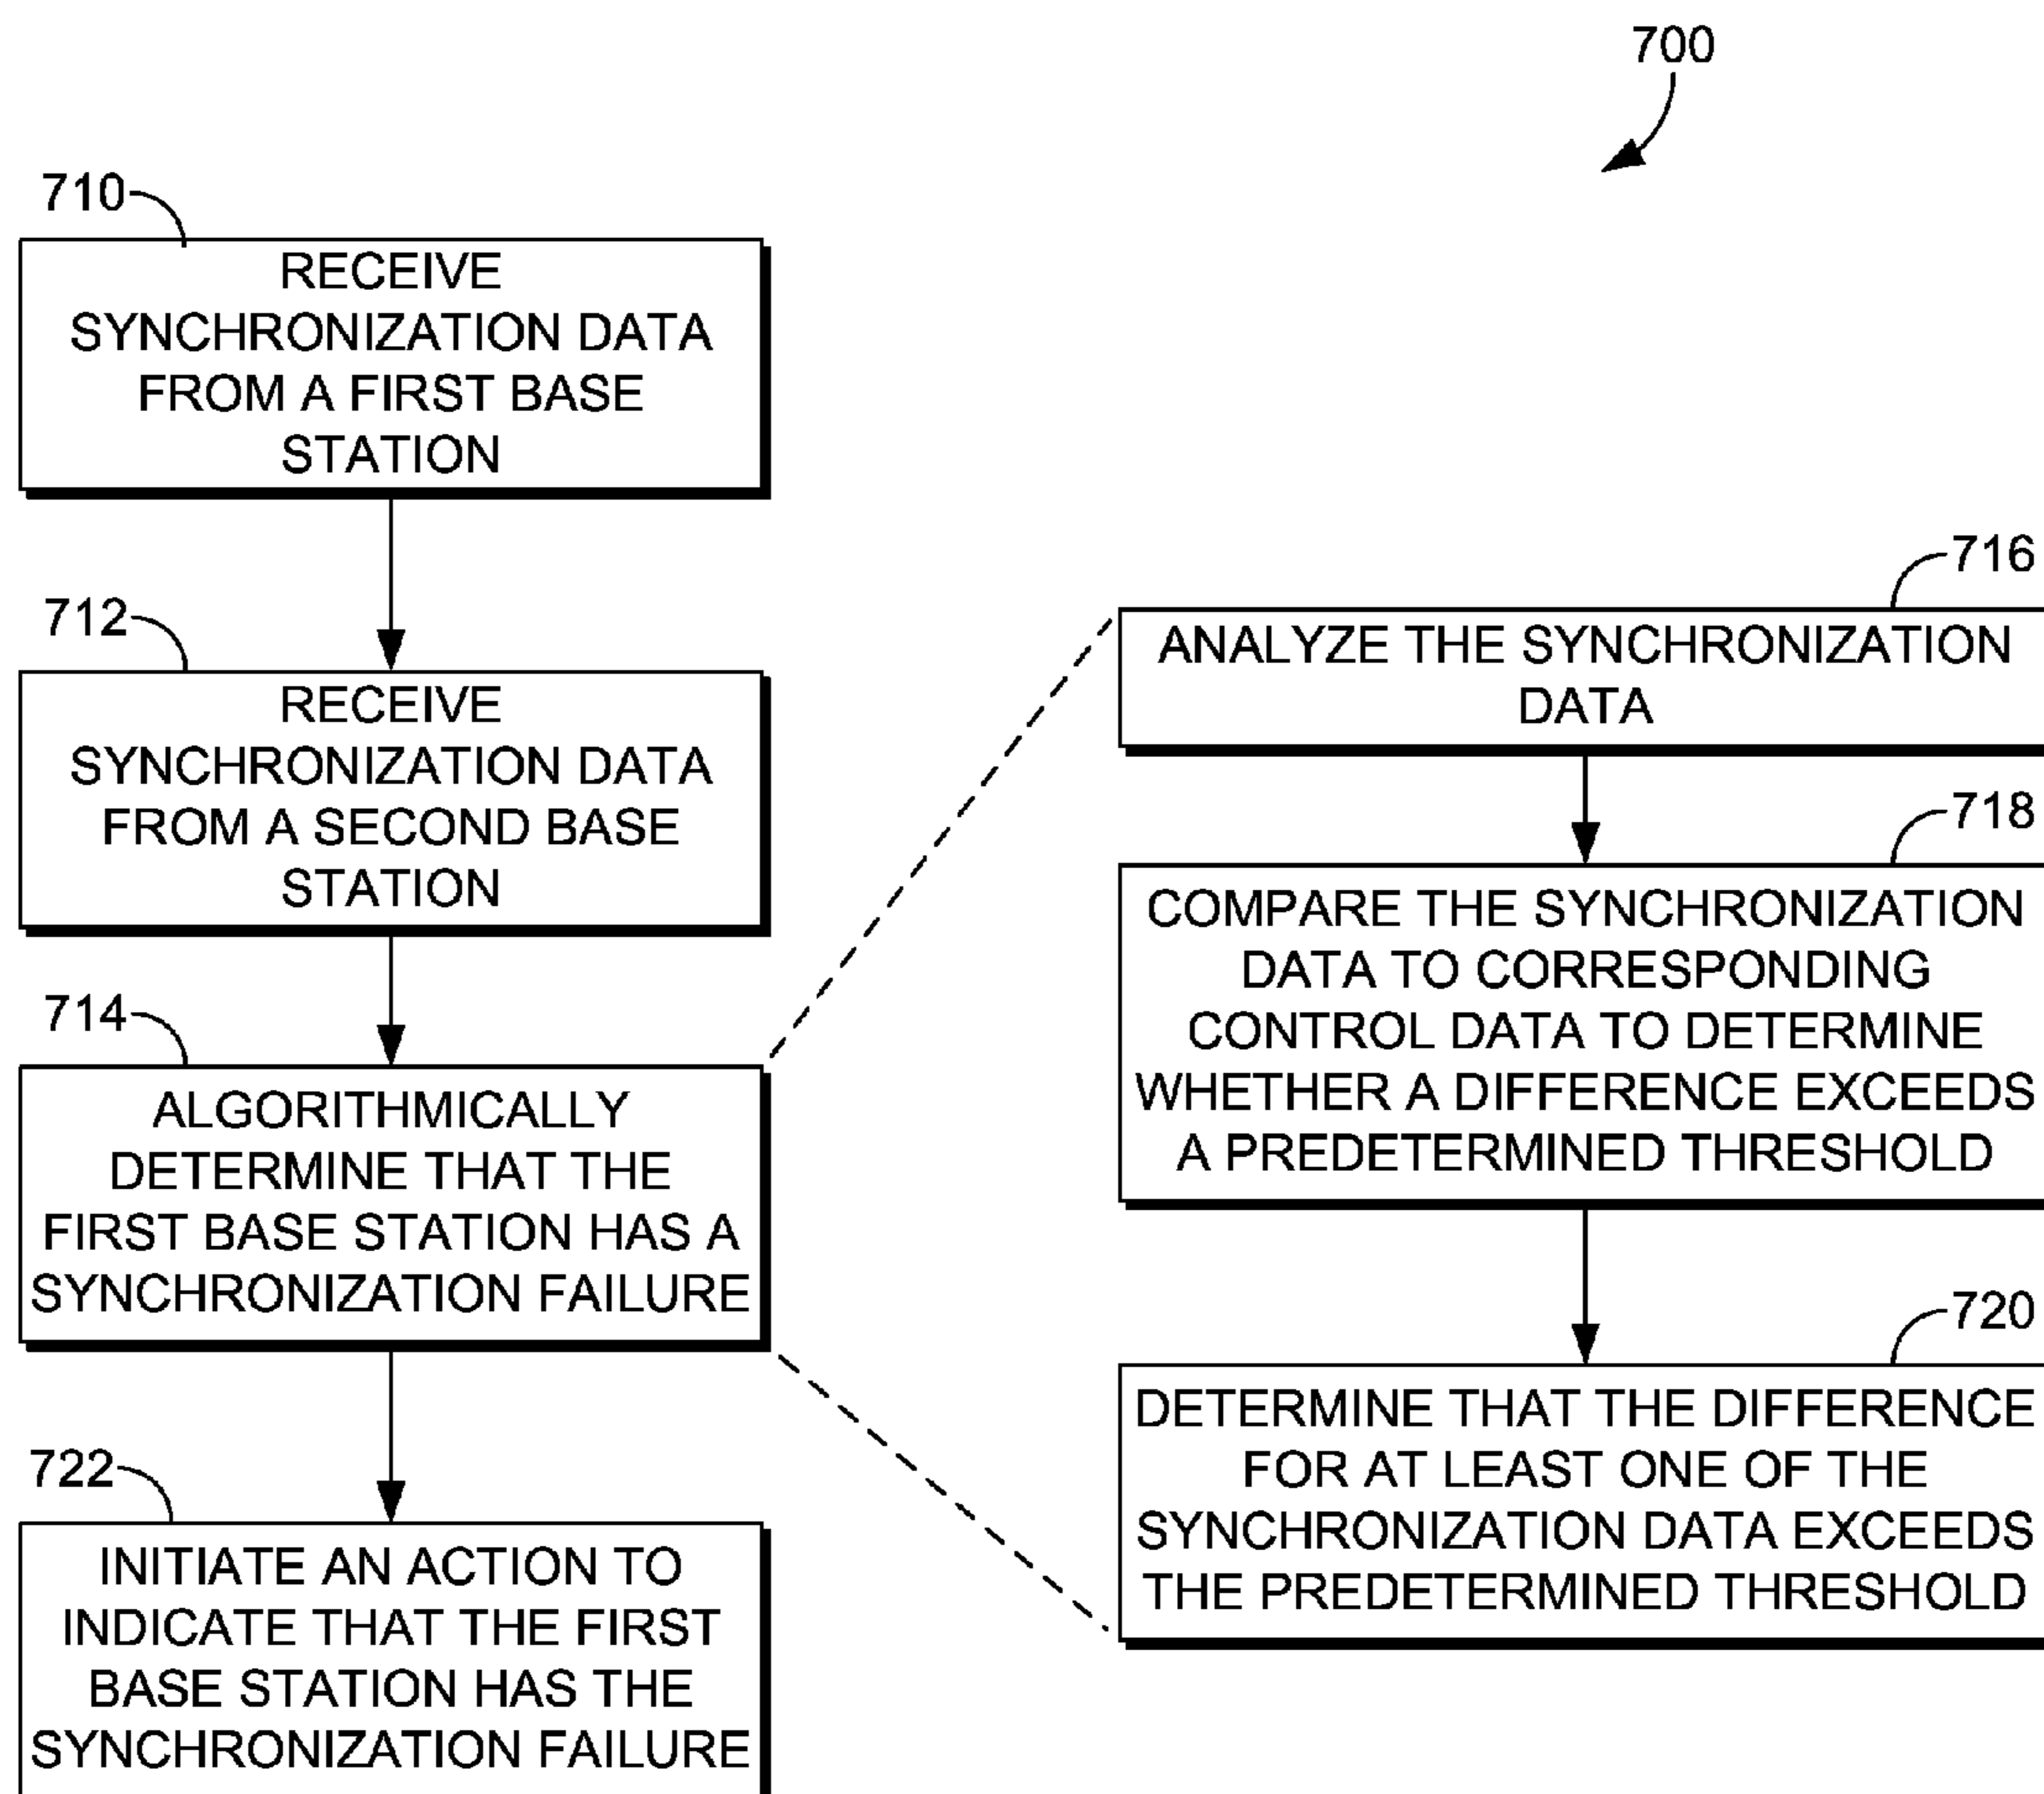 700
710
RECEIVE
SYNCHRONIZATION DATA
FROM A FIRST BASE
STATION
712
RECEIVE
SYNCHRONIZATION DATA
FROM A SECOND BASE
STATION
714
ALGORITHMICALLY
DETERMINE THAT THE
FIRST BASE STATION HAS A
SYNCHRONIZATION FAILURE
722
INITIATE AN ACTION TO
INDICATE THAT THE FIRST
BASE STATION HAS THE
SYNCHRONIZATION FAILURE
716
ANALYZE THE SYNCHRONIZATION
DATA
718
COMPARE THE SYNCHRONIZATION
DATA TO CORRESPONDING
CONTROL DATA TO DETERMINE
WHETHER A DIFFERENCE EXCEEDS
A PREDETERMINED THRESHOLD
720
DETERMINE THAT THE DIFFERENCE
FOR AT LEAST ONE OF THE
SYNCHRONIZATION DATA EXCEEDS
THE PREDETERMINED THRESHOLD